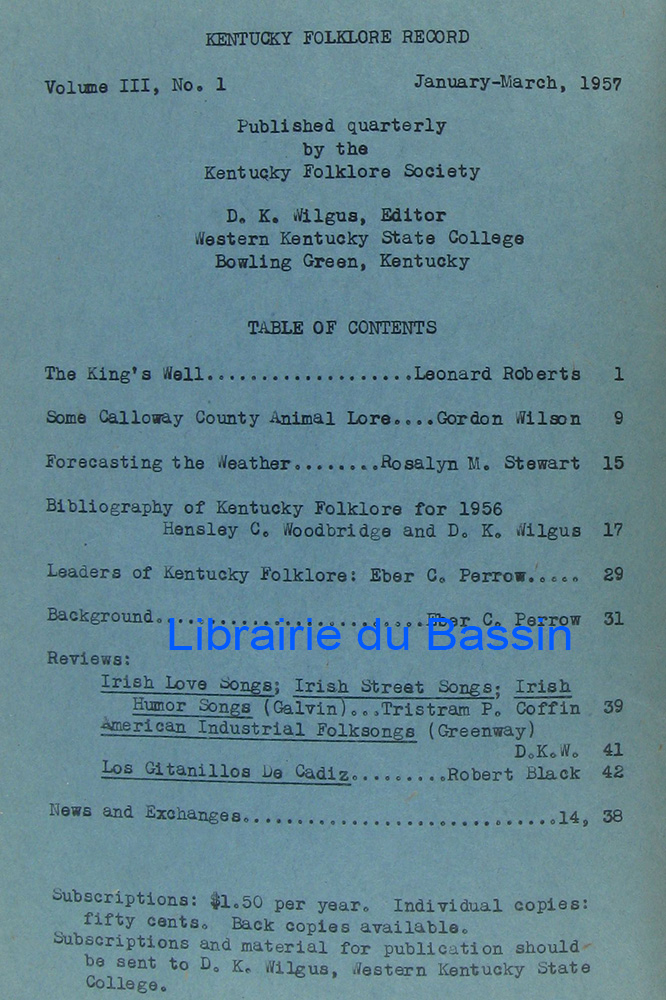 KENTUCKY FOLKLORE RECORD
Volume III, No. 1 January-March, 1957
Published quarterly
by the
Kentucky Folklore Society
D. K. Wilgus, Editor
Western Kentucky State College
Bowling Green, Kentucky
TABLE OF CONTENTS
The King's Well...................Leonard Roberts 1
Some Calloway County Animal Lore....Gordon Wilson 9
Forecasting the Weather........Rosalyn M. Stewart 15
Bibliography of Kentucky Folklore for 1956
Hensley C. Woodbridge and D. K. Wilgus 17
Leaders of Kentucky Folklore: Eber C. Perrow..... 29
Background.........................Eber C. Perrow 31
Librairie du Bassin
Reviews:
Irish Love Songs; Irish Street Songs; Irish
Humor Songs (Galvin)...Tristram P. Coffin 39
American Industrial Folksongs (Greenway)
D.K.W. 41
Los Gitanillos De Cadiz.........Robert Black 42
News and Exchanges.............................14, 38
Subscriptions: $1.50 per year. Individual copies:
fifty cents. Back copies available.
Subscriptions and material for publication should
be sent to D. K. Wilgus, Western Kentucky State
College.